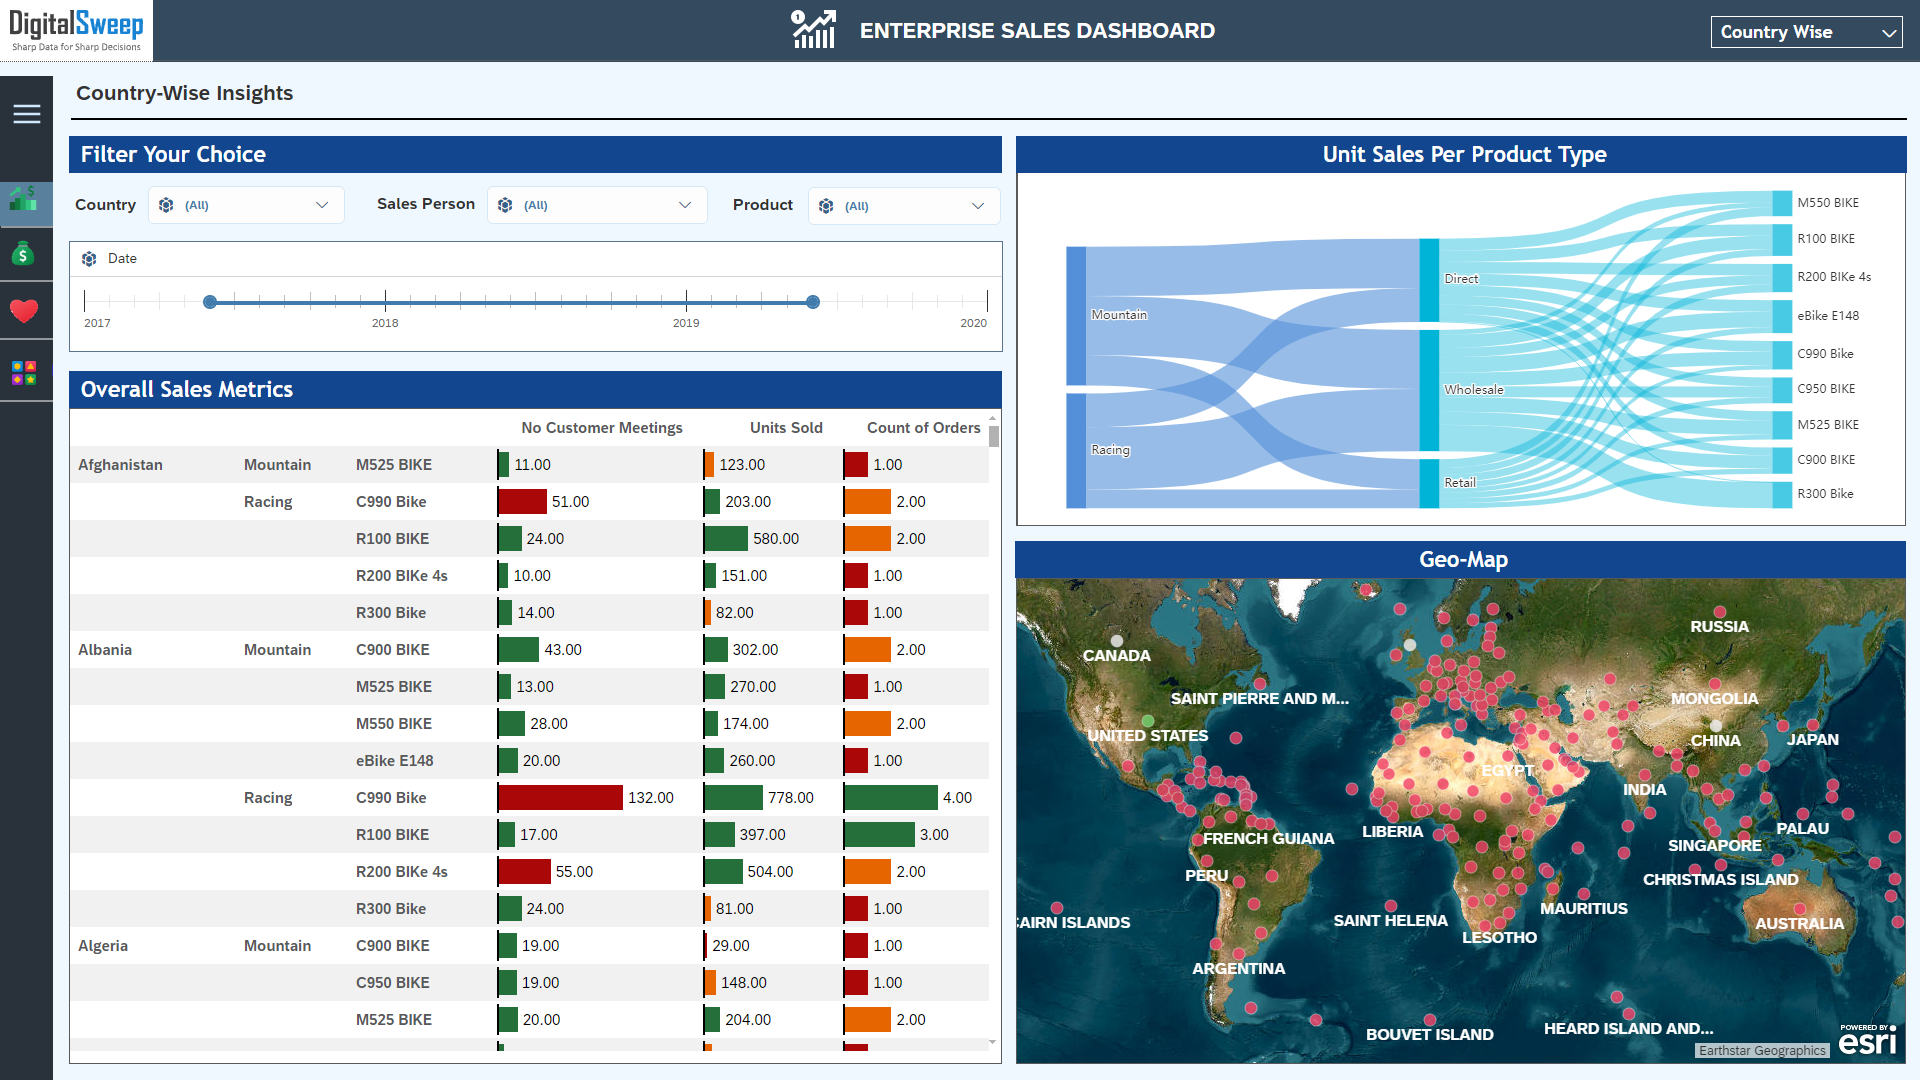 DigitalSweep
Sharp Data for Sharp Decisions
1
ENTERPRISE SALES DASHBOARD
Country Wise
Country-Wise Insights
Filter Your Choice
Country (All) Sales Person (All) Product (All)
Date
2017 2018 2019 2020
Overall Sales Metrics
No Customer Meetings Units Sold Count of Orders
Afghanistan Mountain M525 BIKE 11.00 123.00 1.00
Racing C990 Bike 51.00 203.00 2.00
R100 BIKE 24.00 580.00 2.00
R200 BIKe 4s 10.00 151.00 1.00
R300 Bike 14.00 82.00 1.00
Albania Mountain C900 BIKE 43.00 302.00 2.00
M525 BIKE 13.00 270.00 1.00
M550 BIKE 28.00 174.00 2.00
eBike E148 20.00 260.00 1.00
Racing C990 Bike 132.00 778.00 4.00
R100 BIKE 17.00 397.00 3.00
R200 BIKe 4s 55.00 504.00 2.00
R300 Bike 24.00 81.00 1.00
Algeria Mountain C900 BIKE 19.00 29.00 1.00
C950 BIKE 19.00 148.00 1.00
M525 BIKE 20.00 204.00 2.00
Unit Sales Per Product Type
Mountain
Racing
Direct
Wholesale
Retail
M550 BIKE
R100 BIKE
R200 BIKe 4s
eBike E148
C990 Bike
C950 BIKE
M525 BIKE
C900 BIKE
R300 Bike
Geo-Map
RUSSIA
CANADA
SAINT PIERRE AND M...
MONGOLIA
UNITED STATES
CHINA
JAPAN
EGYPT
INDIA
LIBERIA
PALAU
FRENCH GUIANA
SINGAPORE
PERU
CHRISTMAS ISLAND
MAURITIUS
CAIRN ISLANDS
SAINT HELENA
AUSTRALIA
LESOTHO
ARGENTINA
BOUVET ISLAND
HEARD ISLAND AND...
POWERED BY
esri
Earthstar Geographics